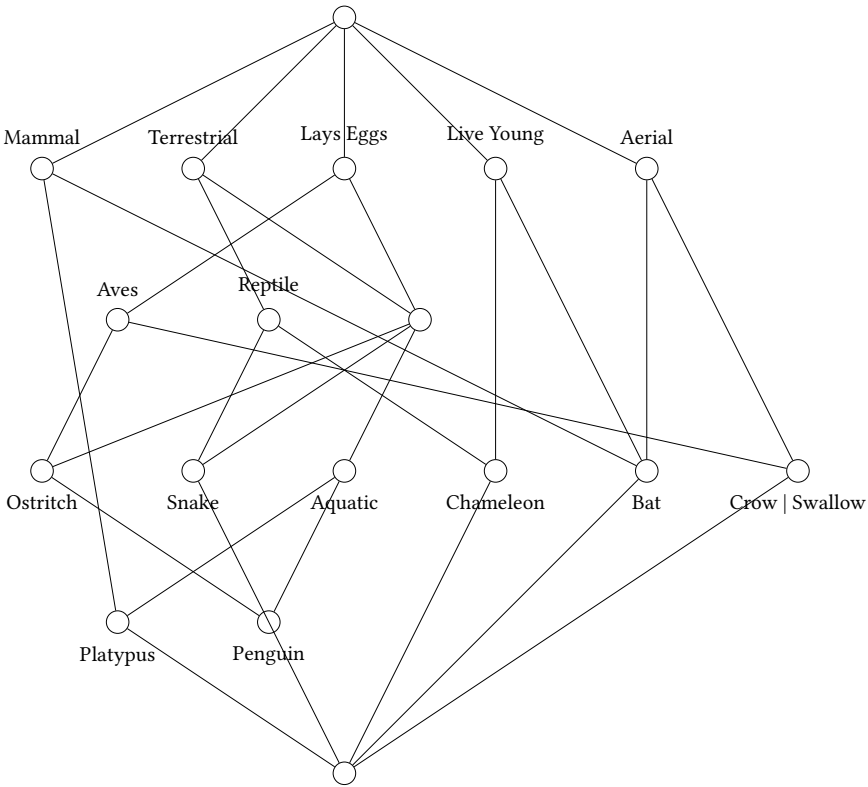 Mammal
Terrestrial
Lays Eggs
Live Young
Aerial
Aves
Reptile
Ostritch
Snake
Aquatic
Chameleon
Bat
Crow | Swallow
Platypus
Penguin